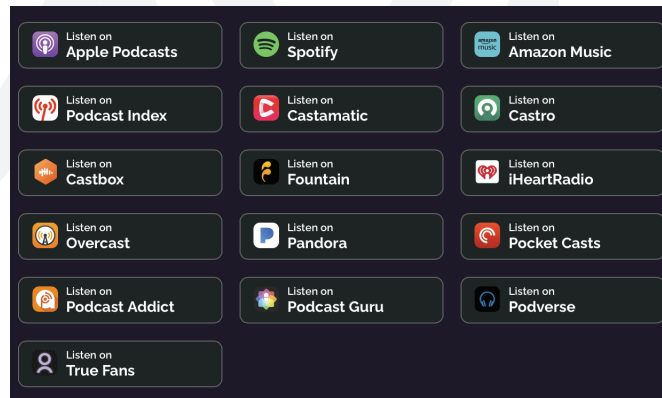 Listen on
Apple Podcasts
Listen on
Spotify
amazon
music
Listen on
Amazon Music
Listen on
Podcast Index
Listen on
Castamatic
Listen on
Castro
Listen on
Castbox
Listen on
Fountain
Listen on
iHeartRadio
Listen on
Overcast
Listen on
Pandora
Listen on
Pocket Casts
Listen on
Podcast Addict
Listen on
Podcast Guru
Listen on
Podverse
Listen on
True Fans